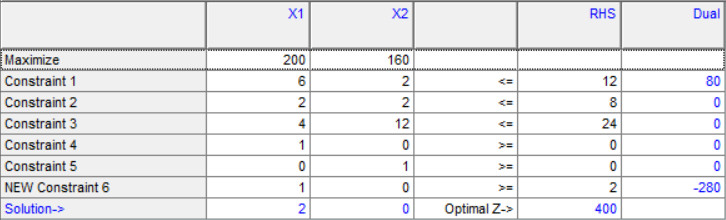 X1 X2 RHS Dual
Maximize 200 160
Constraint 1 6 2 <= 12 80
Constraint 2 2 2 <= 8 0
Constraint 3 4 12 <= 24 0
Constraint 4 1 0 >= 0 0
Constraint 5 0 1 >= 0 0
NEW Constraint 6 1 0 >= 2 -280
Solution-> 2 0 Optimal Z-> 400